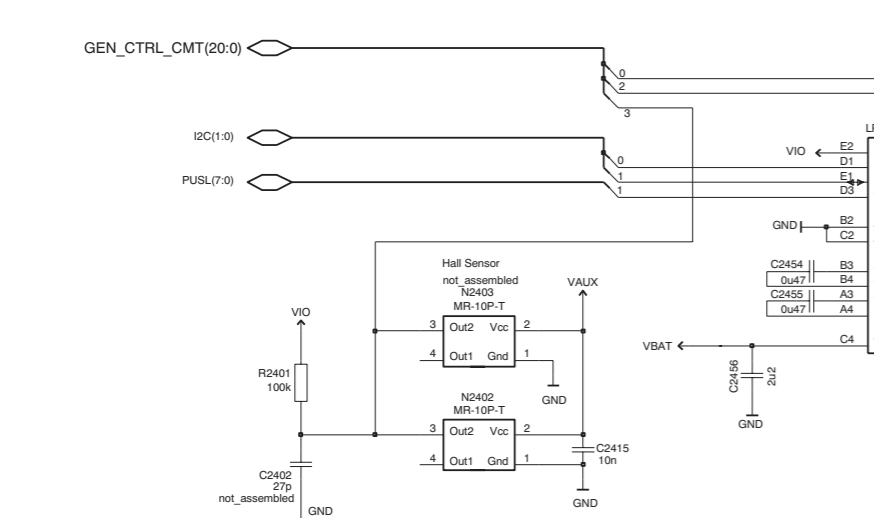 GEN_CTRL_CMT(20:0)
0
2
3
I2C(1:0)
0
1
PUSL(7:0)
1
VIO
E2
D1
E1
D3
GND
B2
C2
C2454
0u47
B3
B4
C2455
0u47
A3
A4
VBAT
C4
C2456
2u2
GND
Hall Sensor
not_assembled
N2403
MR-10P-T
VAUX
3 Out2 Vcc 2
4 Out1 Gnd 1
GND
VIO
R2401
100k
N2402
MR-10P-T
3 Out2 Vcc 2
4 Out1 Gnd 1
C2415
10n
GND
C2402
27p
not_assembled
GND